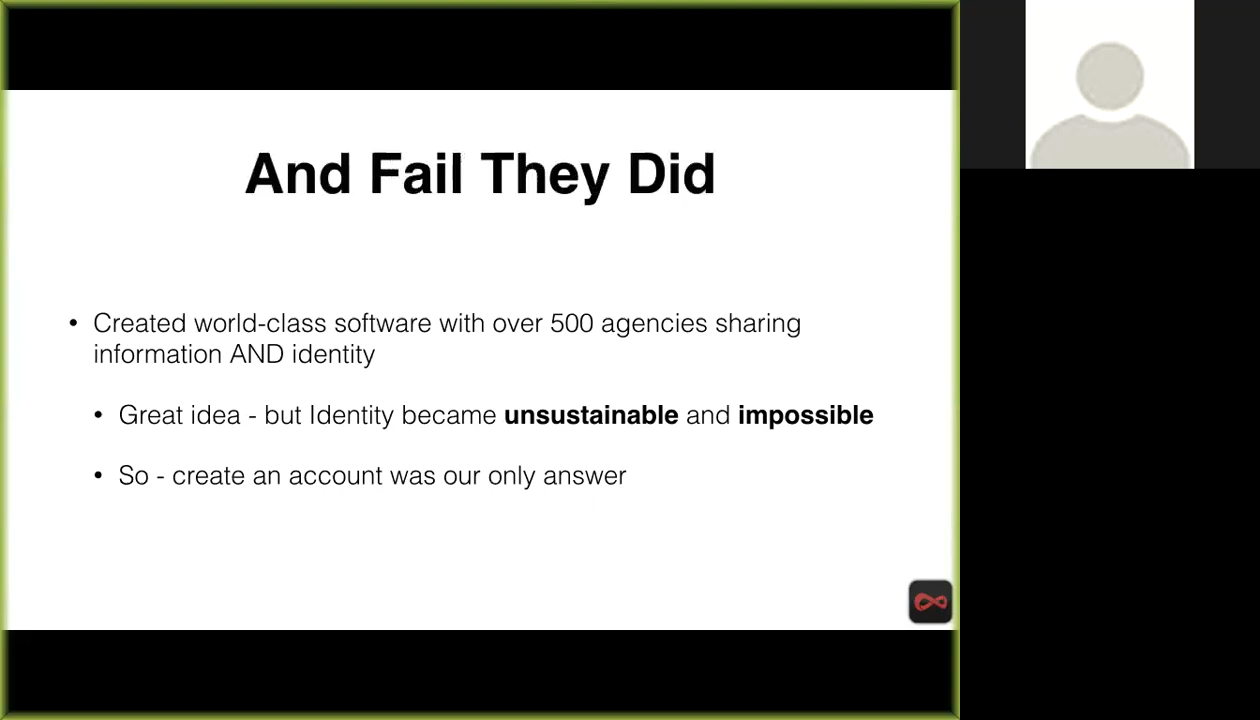 And Fail They Did
• Created world-class software with over 500 agencies sharing
information AND identity
• Great idea - but Identity became unsustainable and impossible
• So - create an account was our only answer